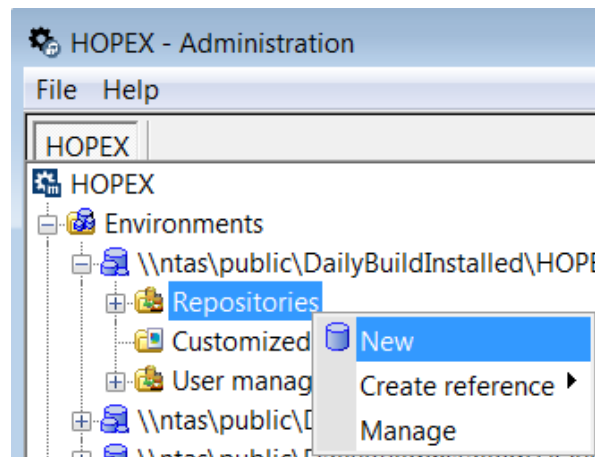 HOPEX - Administration
File Help
HOPEX
HOPEX
Environments
\\ntas\public\DailyBuildInstalled\HOPE
Repositories
Customized
New
User manag
Create reference
\\ntas\public\D
Manage